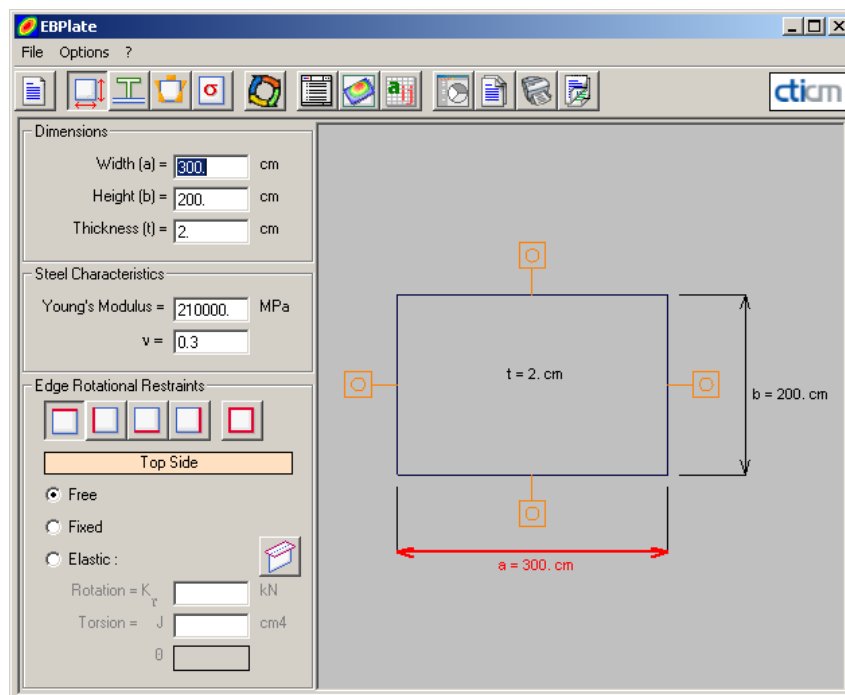 EBPlate
File Options ?
σ
a ij
cticm
Dimensions
Width (a) = 300. cm
Height (b) = 200. cm
Thickness (t) = 2. cm
Steel Characteristics
Young's Modulus = 210000. MPa
ν = 0.3
Edge Rotational Restraints
Top Side
Free
Fixed
Elastic :
Rotation = Kr kN
Torsion = J cm4
θ
t = 2. cm
b = 200. cm
a = 300. cm